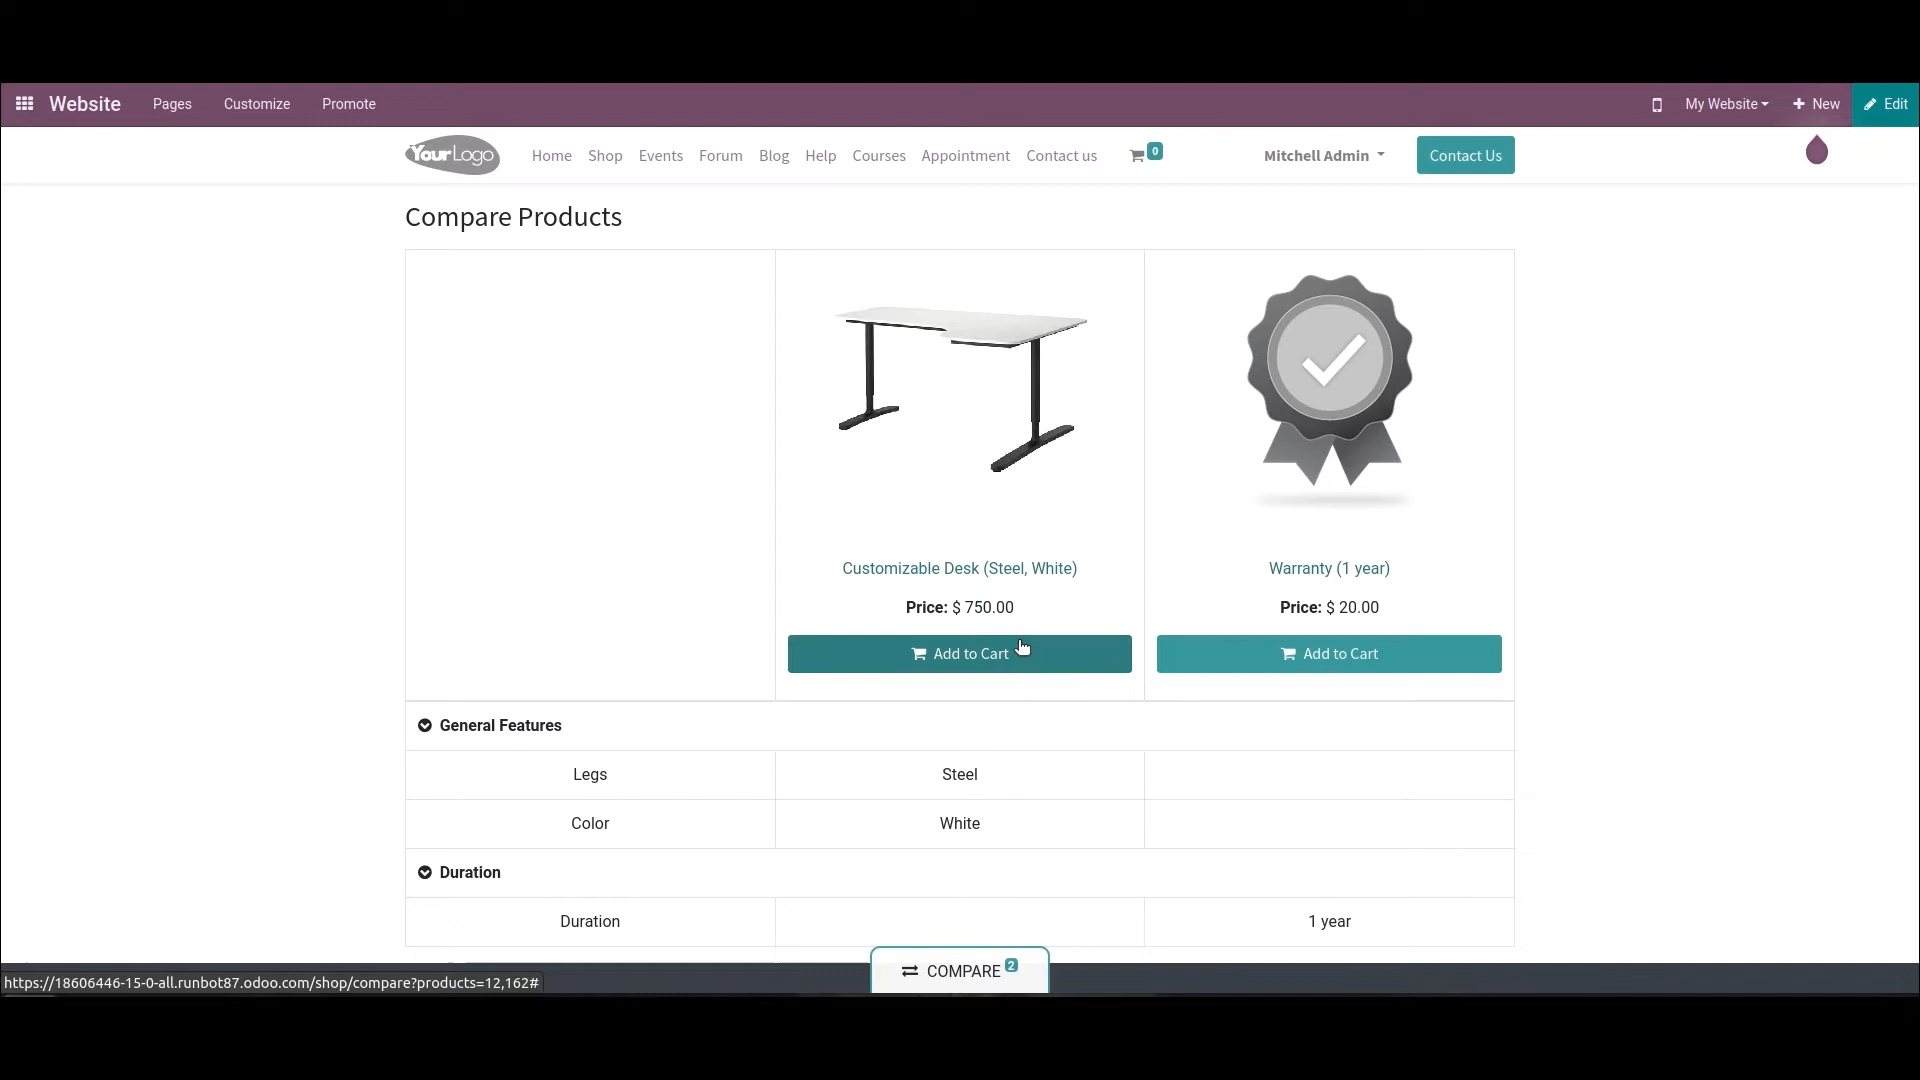 Website Pages Customize Promote My Website New Edit
YourLogo Home Shop Events Forum Blog Help Courses Appointment Contact us 0 Mitchell Admin Contact Us
Compare Products
Customizable Desk (Steel, White) Warranty (1 year)
Price: $ 750.00 Price: $ 20.00
Add to Cart Add to Cart
General Features
Legs Steel
Color White
Duration
Duration 1 year
COMPARE 2
https://18606446-15-0-all.runbot87.odoo.com/shop/compare?products=12,162#